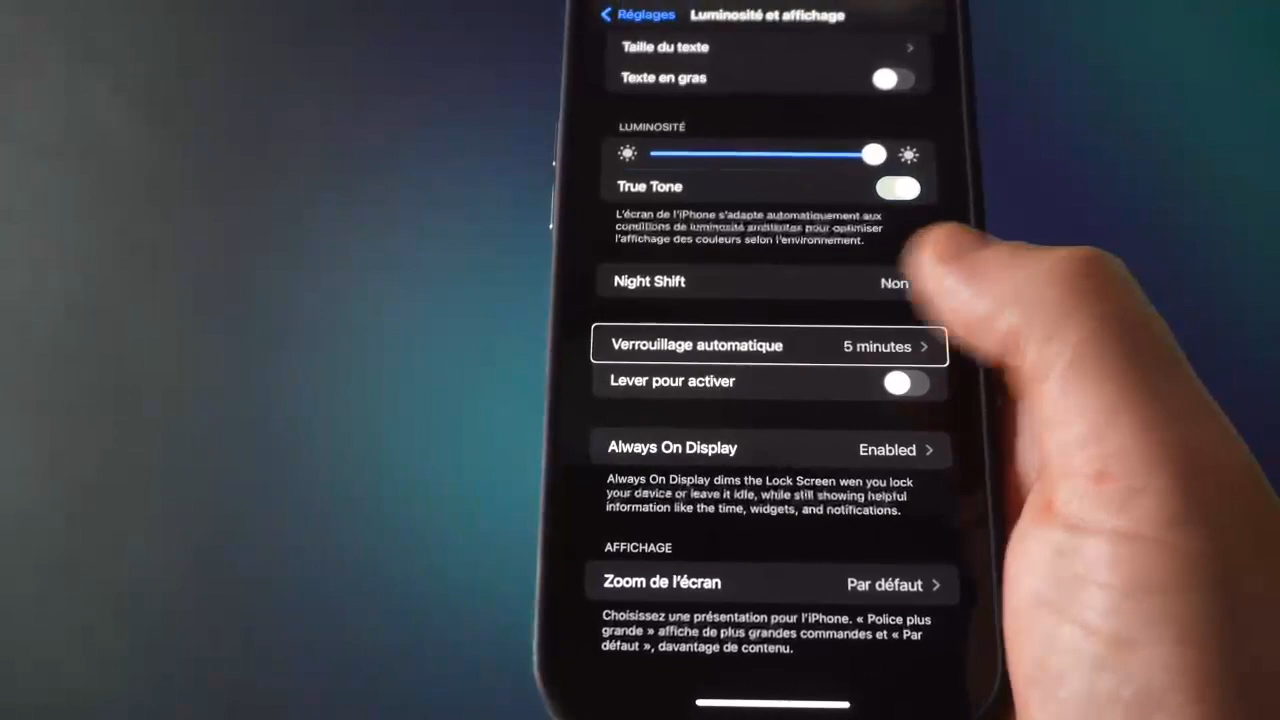 Réglages Luminosité et affichage
Taille du texte
Texte en gras
LUMINOSITÉ
True Tone
L'écran de l'iPhone s'adapte automatiquement aux
conditions de luminosité ambiantes pour optimiser
l'affichage des couleurs selon l'environnement.
Night Shift Non
Verrouillage automatique 5 minutes
Lever pour activer
Always On Display Enabled
Always On Display dims the Lock Screen wen you lock
your device or leave it idle, while still showing helpful
information like the time, widgets, and notifications.
AFFICHAGE
Zoom de l'écran Par défaut
Choisissez une présentation pour l'iPhone. « Police plus
grande » affiche de plus grandes commandes et « Par
défaut », davantage de contenu.